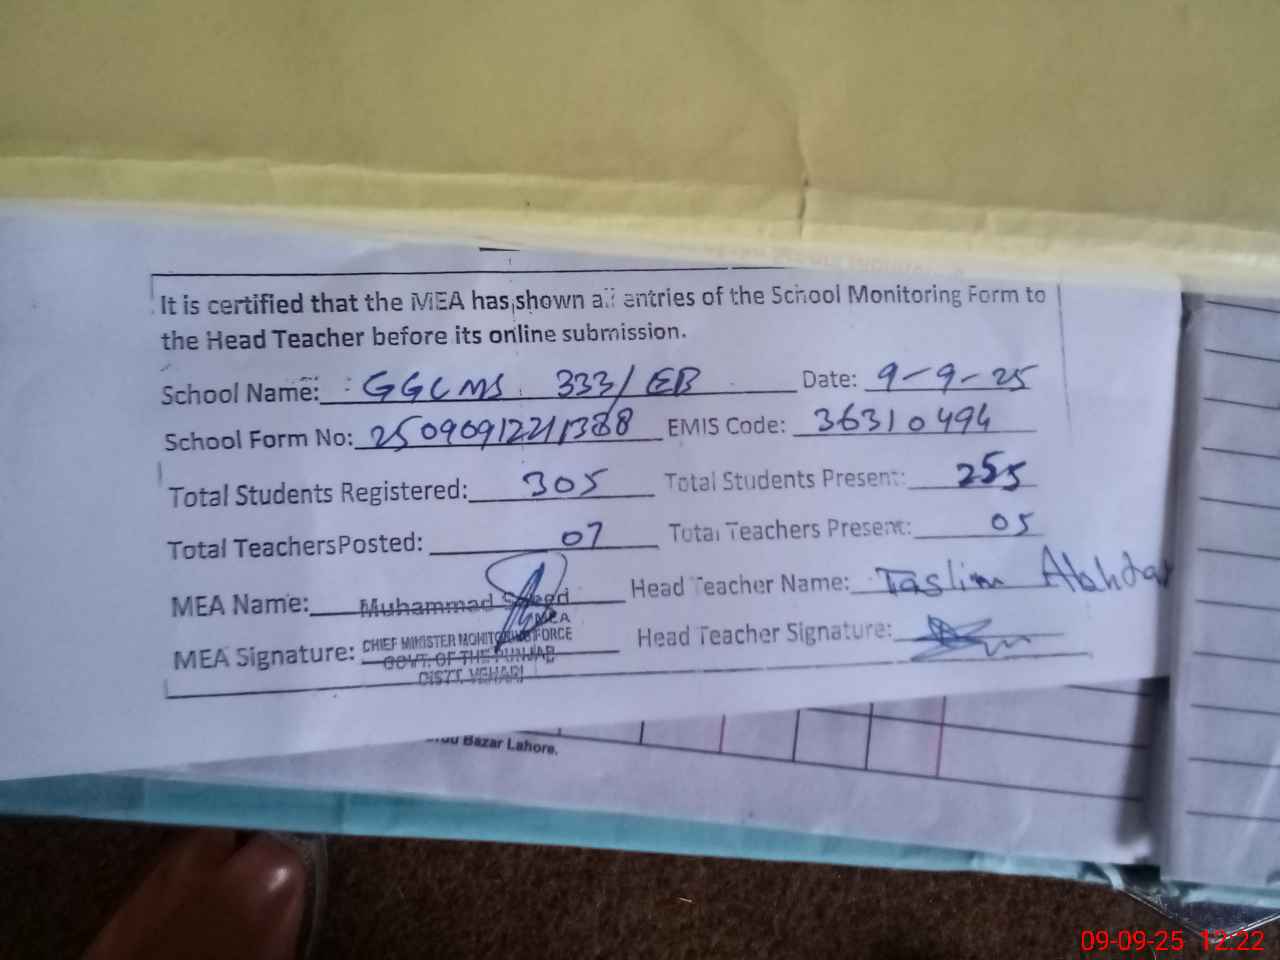 It is certified that the MEA has shown all entries of the School Monitoring Form to
the Head Teacher before its online submission.
School Name: GGCMS 333/EB Date: 9-9-25
School Form No: EMIS Code: 36310494
Total Students Registered: 305 Total Students Present: 255
Total TeachersPosted: 07 Total Teachers Present: 05
MEA Name: Muhammad Saeed Head Teacher Name: Taslim Akhtar
MEA
MEA Signature: CHIEF MINISTER MONITORING FORCE Head Teacher Signature:
GOVT. OF THE PUNJAB
DISTT. VEHARI
Bazar Lahore.
09-09-25 12:22